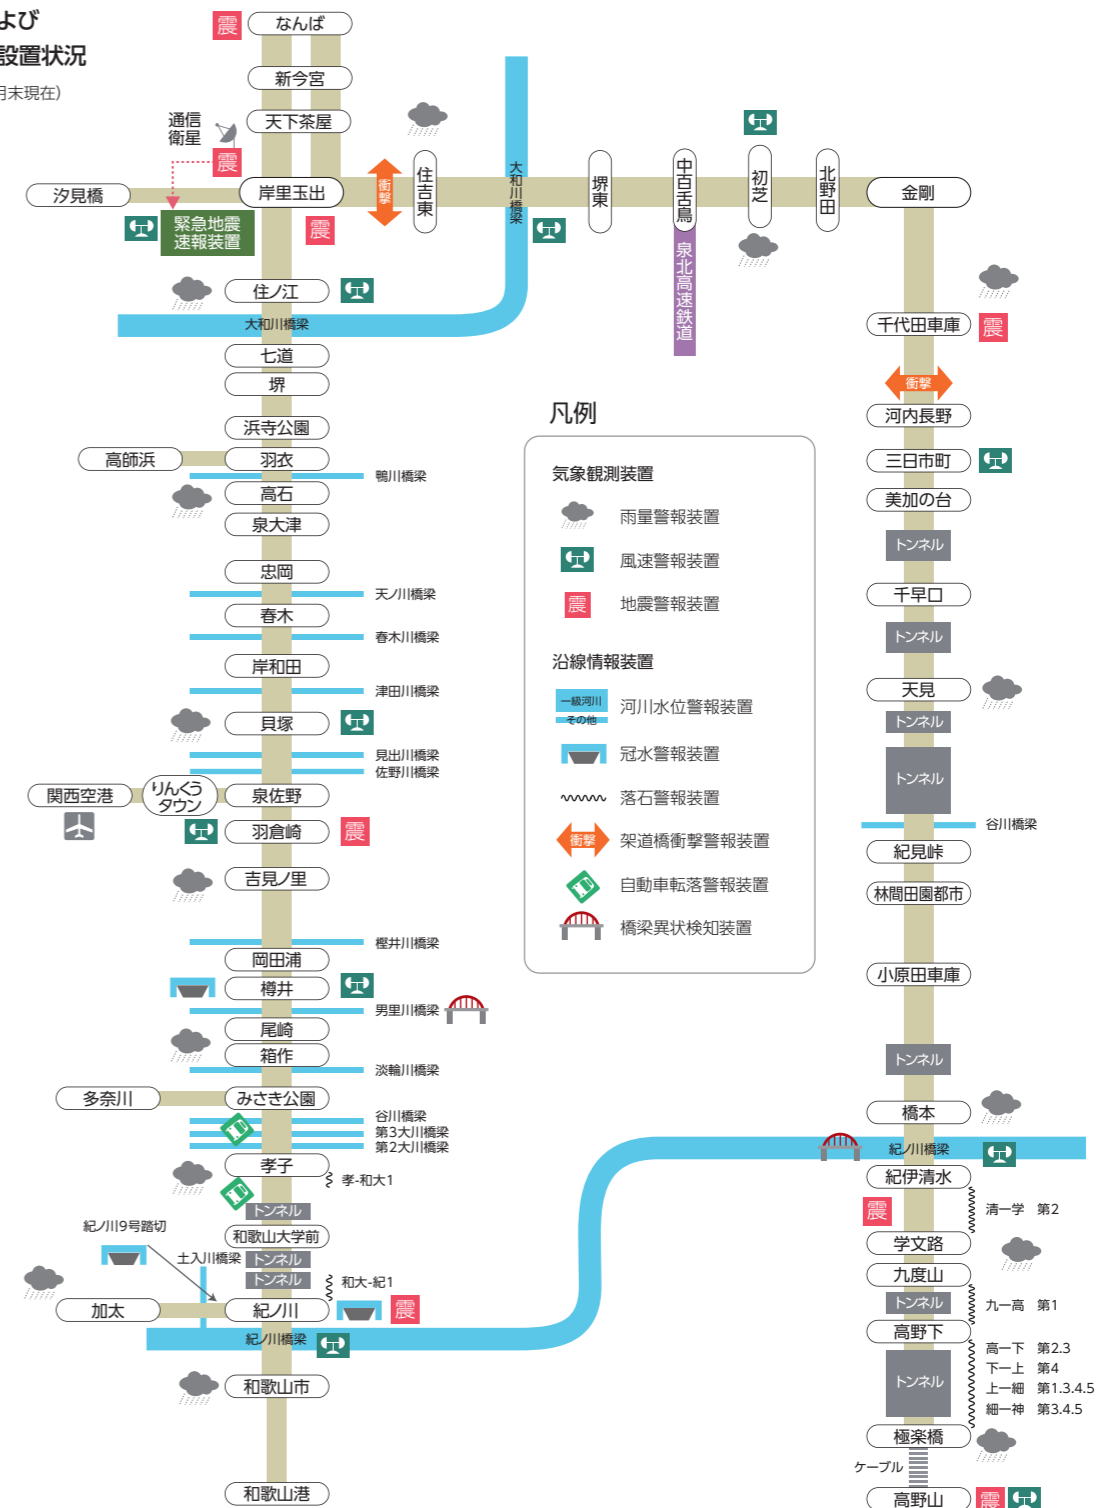 よび
設置状況
月末現在)
震
なんば
新今宮
天下茶屋
通信
衛星
震
汐見橋
岸里玉出
緊急地震
速報装置
震
衝撃
住吉東
大和川橋梁
堺東
中百舌鳥
泉北高速鉄道
初芝
北野田
金剛
住ノ江
大和川橋梁
七道
堺
浜寺公園
高師浜
羽衣
鴨川橋梁
高石
泉大津
忠岡
天ノ川橋梁
春木
春木川橋梁
岸和田
津田川橋梁
貝塚
見出川橋梁
佐野川橋梁
関西空港
りんくう
タウン
泉佐野
羽倉崎
震
吉見ノ里
樫井川橋梁
岡田浦
樽井
男里川橋梁
尾崎
箱作
淡輪川橋梁
多奈川
みさき公園
谷川橋梁
第3大川橋梁
第2大川橋梁
孝子
孝-和大1
トンネル
紀ノ川9号踏切
和歌山大学前
土入川橋梁
トンネル
トンネル
和大-紀1
加太
紀ノ川
震
紀ノ川橋梁
和歌山市
和歌山港
凡例
気象観測装置
雨量警報装置
風速警報装置
震
地震警報装置
沿線情報装置
一級河川
その他
河川水位警報装置
冠水警報装置
落石警報装置
衝撃
架道橋衝撃警報装置
自動車転落警報装置
橋梁異状検知装置
千代田車庫
震
衝撃
河内長野
三日市町
美加の台
トンネル
千早口
トンネル
天見
トンネル
トンネル
谷川橋梁
紀見峠
林間田園都市
小原田車庫
トンネル
橋本
紀ノ川橋梁
紀伊清水
震
清一学 第2
学文路
九度山
トンネル
九一高 第1
高野下
高一下 第2.3
下一上 第4
トンネル
上一細 第1.3.4.5
細一神 第3.4.5
極楽橋
ケーブル
高野山
震